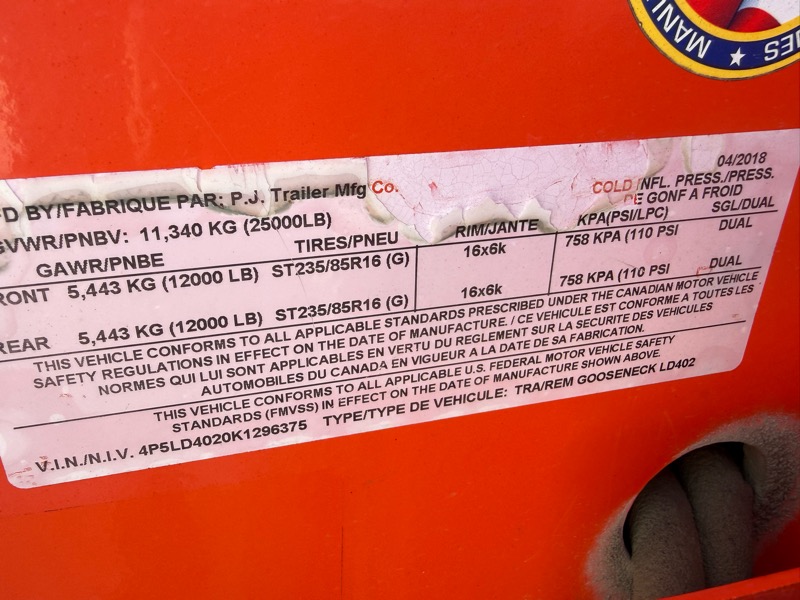 MANU
IES
04/2018
FD BY/FABRIQUE PAR: P.J. Trailer Mfg Co.
COLD INFL. PRESS./PRESS.
DE GONF A FROID
GVWR/PNBV: 11,340 KG (25000LB)
GAWR/PNBE TIRES/PNEU RIM/JANTE KPA(PSI/LPC) SGL/DUAL
RONT 5,443 KG (12000 LB) ST235/85R16 (G) 16x6k 758 KPA (110 PSI DUAL
REAR 5,443 KG (12000 LB) ST235/85R16 (G) 16x6k 758 KPA (110 PSI DUAL
THIS VEHICLE CONFORMS TO ALL APPLICABLE STANDARDS PRESCRIBED UNDER THE CANADIAN MOTOR VEHICLE
SAFETY REGULATIONS IN EFFECT ON THE DATE OF MANUFACTURE. / CE VEHICULE EST CONFORME A TOUTES LES
NORMES QUI LUI SONT APPLICABLES EN VERTU DU REGLEMENT SUR LA SECURITE DES VEHICULES
AUTOMOBILES DU CANADA EN VIGUEUR A LA DATE DE SA FABRICATION.
THIS VEHICLE CONFORMS TO ALL APPLICABLE U.S. FEDERAL MOTOR VEHICLE SAFETY
STANDARDS (FMVSS) IN EFFECT ON THE DATE OF MANUFACTURE SHOWN ABOVE.
V.I.N./N.I.V. 4P5LD4020K1296375 TYPE/TYPE DE VEHICULE: TRA/REM GOOSENECK LD402